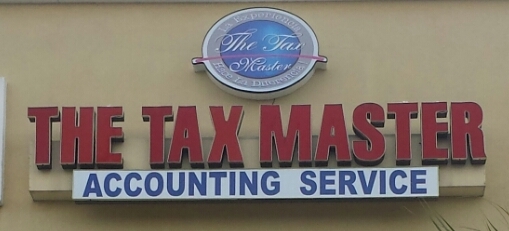 The Tax
Master
THE TAX MASTER
ACCOUNTING SERVICE